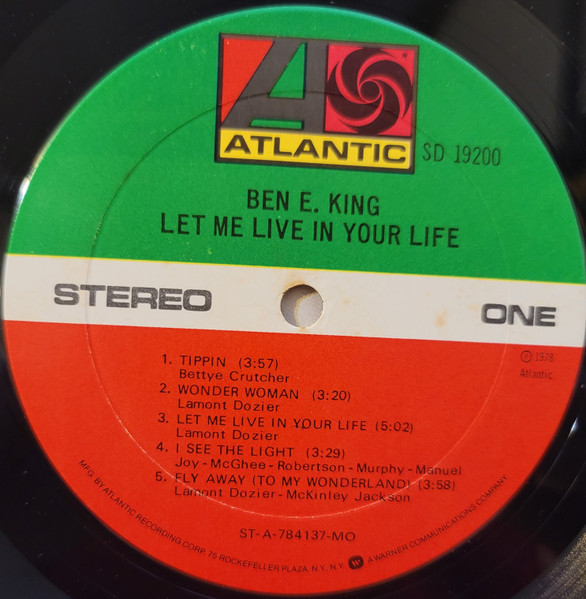 ATLANTIC
SD 19200
BEN E. KING
LET ME LIVE IN YOUR LIFE
STEREO
ONE
℗ 1978
Atlantic
1. TIPPIN (3:57)
Bettye Crutcher
2. WONDER WOMAN (3:20)
Lamont Dozier
3. LET ME LIVE IN YOUR LIFE (5:02)
Lamont Dozier
4. I SEE THE LIGHT (3:29)
Joy - McGhee - Robertson - Murphy - Manuel
5. FLY AWAY (TO MY WONDERLAND) (3:58)
Lamont Dozier - McKinley Jackson
ST-A-784137-MO
MFG. BY ATLANTIC RECORDING CORP. 75 ROCKEFELLER PLAZA, N.Y. N.Y. A WARNER COMMUNICATIONS COMPANY